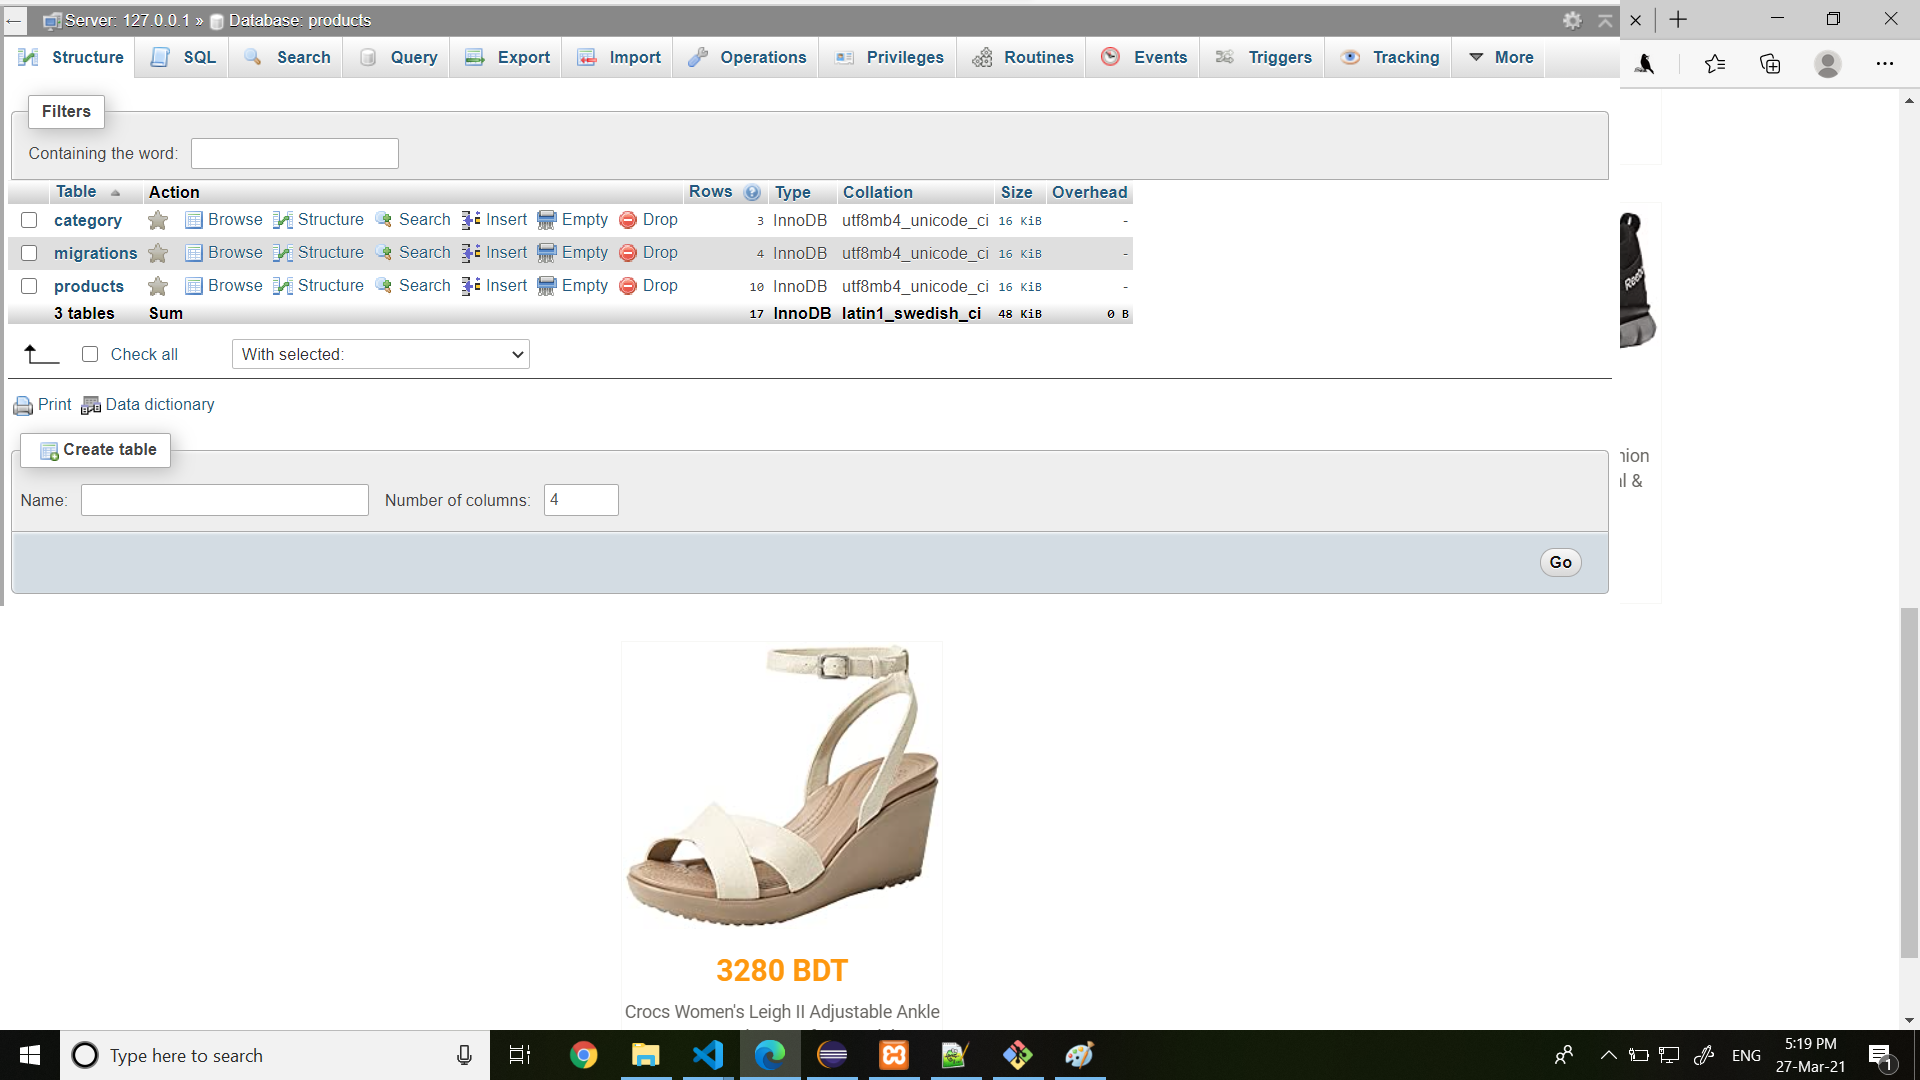 Server: 127.0.0.1 » Database: products
Structure SQL Search Query Export Import Operations Privileges Routines Events Triggers Tracking More
Filters
Containing the word:
Table Action Rows Type Collation Size Overhead
category Browse Structure Search Insert Empty Drop 3 InnoDB utf8mb4_unicode_ci 16 KiB -
migrations Browse Structure Search Insert Empty Drop 4 InnoDB utf8mb4_unicode_ci 16 KiB -
products Browse Structure Search Insert Empty Drop 10 InnoDB utf8mb4_unicode_ci 16 KiB -
3 tables Sum 17 InnoDB latin1_swedish_ci 48 KiB 0 B
Check all With selected:
Print Data dictionary
Create table
Name: Number of columns: 4
Go
Reebok
nion
al &
3280 BDT
Crocs Women's Leigh II Adjustable Ankle
Type here to search
ENG
5:19 PM
27-Mar-21
1